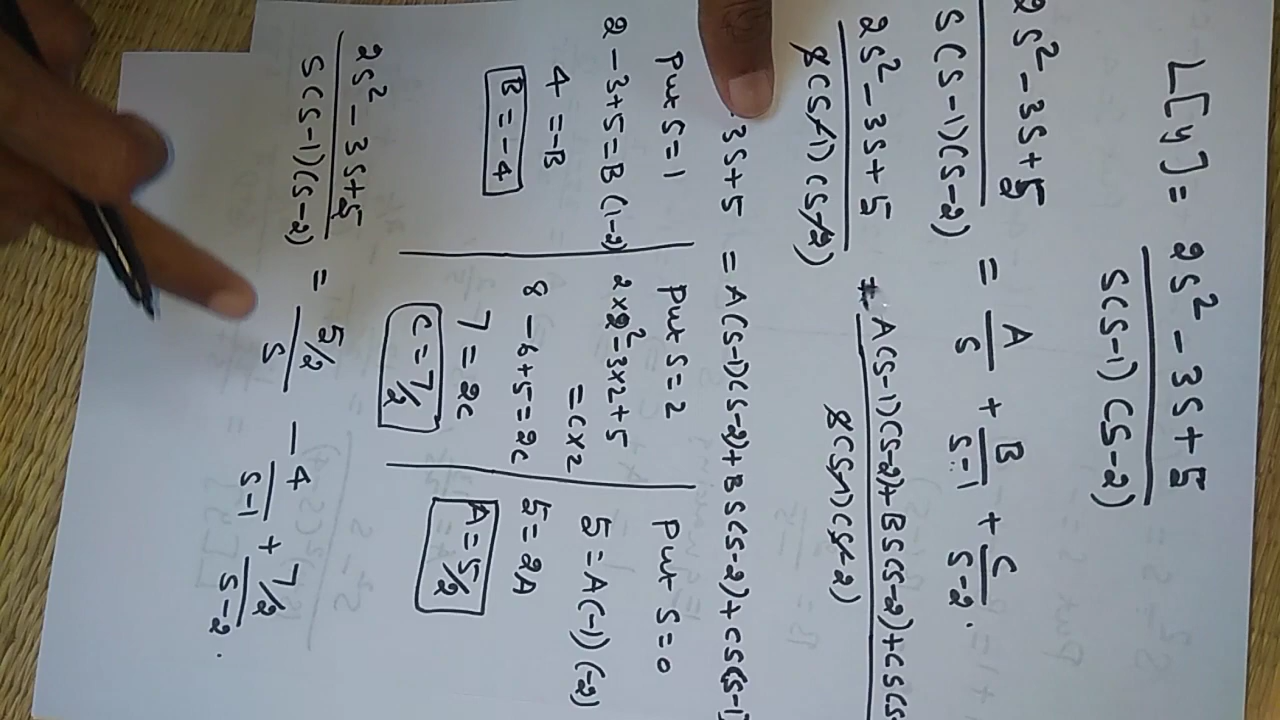 L[y] = 2s² - 3s + 5
s(s-1)(s-2)
2s² - 3s + 5
s(s-1)(s-2)
= A/s + B/s-1 + C/s-2.
2s² - 3s + 5
s(s-1)(s-2)
= A(s-1)(s-2) + Bs(s-2) + Cs(s-
s(s-1)(s-2)
-3s+5 = A(s-1)(s-2) + Bs(s-2) + Cs(s-1)
Put s=1
2 - 3 + 5 = B(1-2)
4 = -B
B = -4
Put s = 2
2×2² - 3×2 + 5
= C×2
8 - 6 + 5 = 2C
7 = 2C
C = 7/2
Put s = 0
5 = A(-1)(-2)
5 = 2A
A = 5/2
2s² - 3s + 5
s(s-1)(s-2)
= 5/2/s - 4/s-1 + 7/2/s-2.